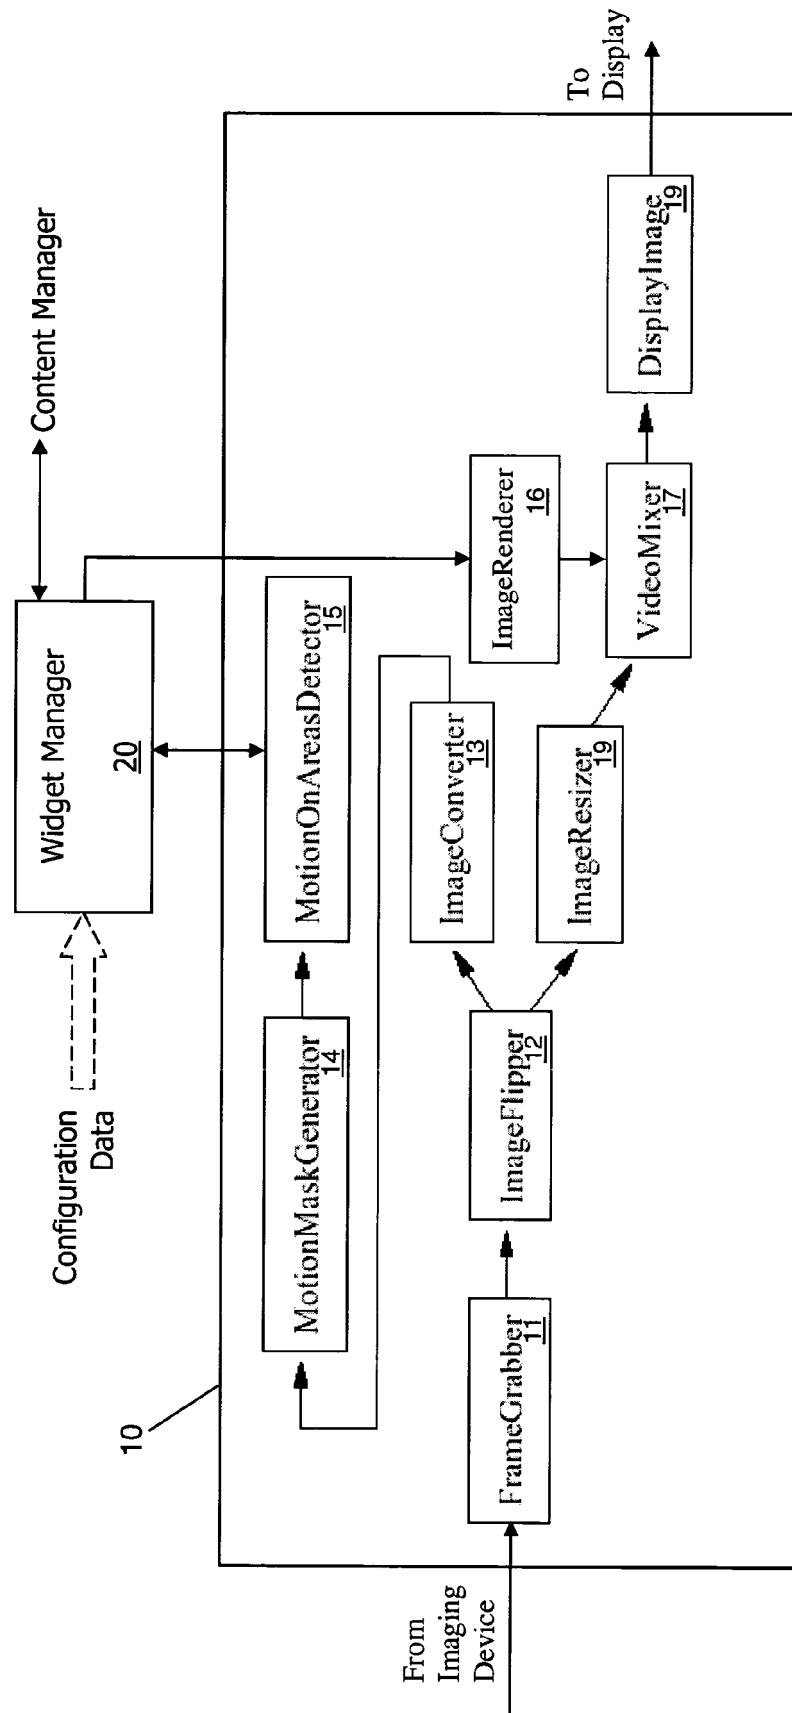 Configuration
Data
Widget Manager
20
Content Manager
10
MotionMaskGenerator
14
MotionOnAreasDetector
15
ImageConverter
13
ImageRenderer
16
From
Imaging
Device
FrameGrabber
11
ImageFlipper
12
ImageResizer
19
VideoMixer
17
DisplayImage
19
To
Display